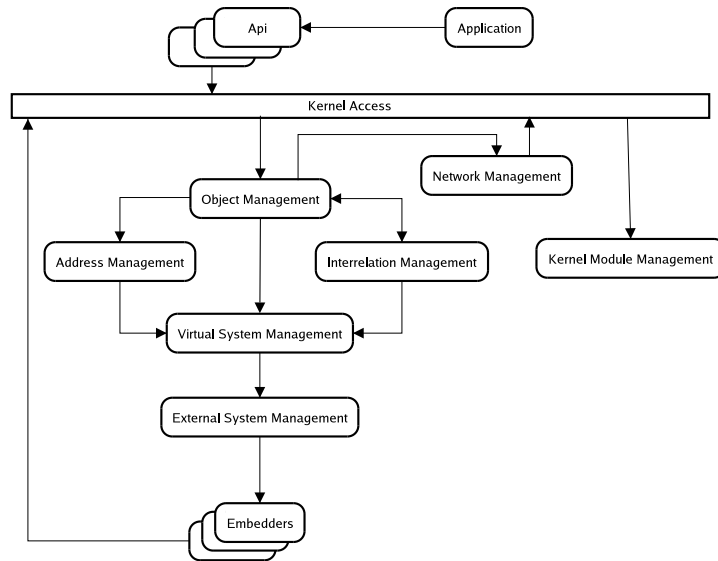 Api
Application
Kernel Access
Network Management
Object Management
Address Management
Interrelation Management
Kernel Module Management
Virtual System Management
External System Management
Embedders